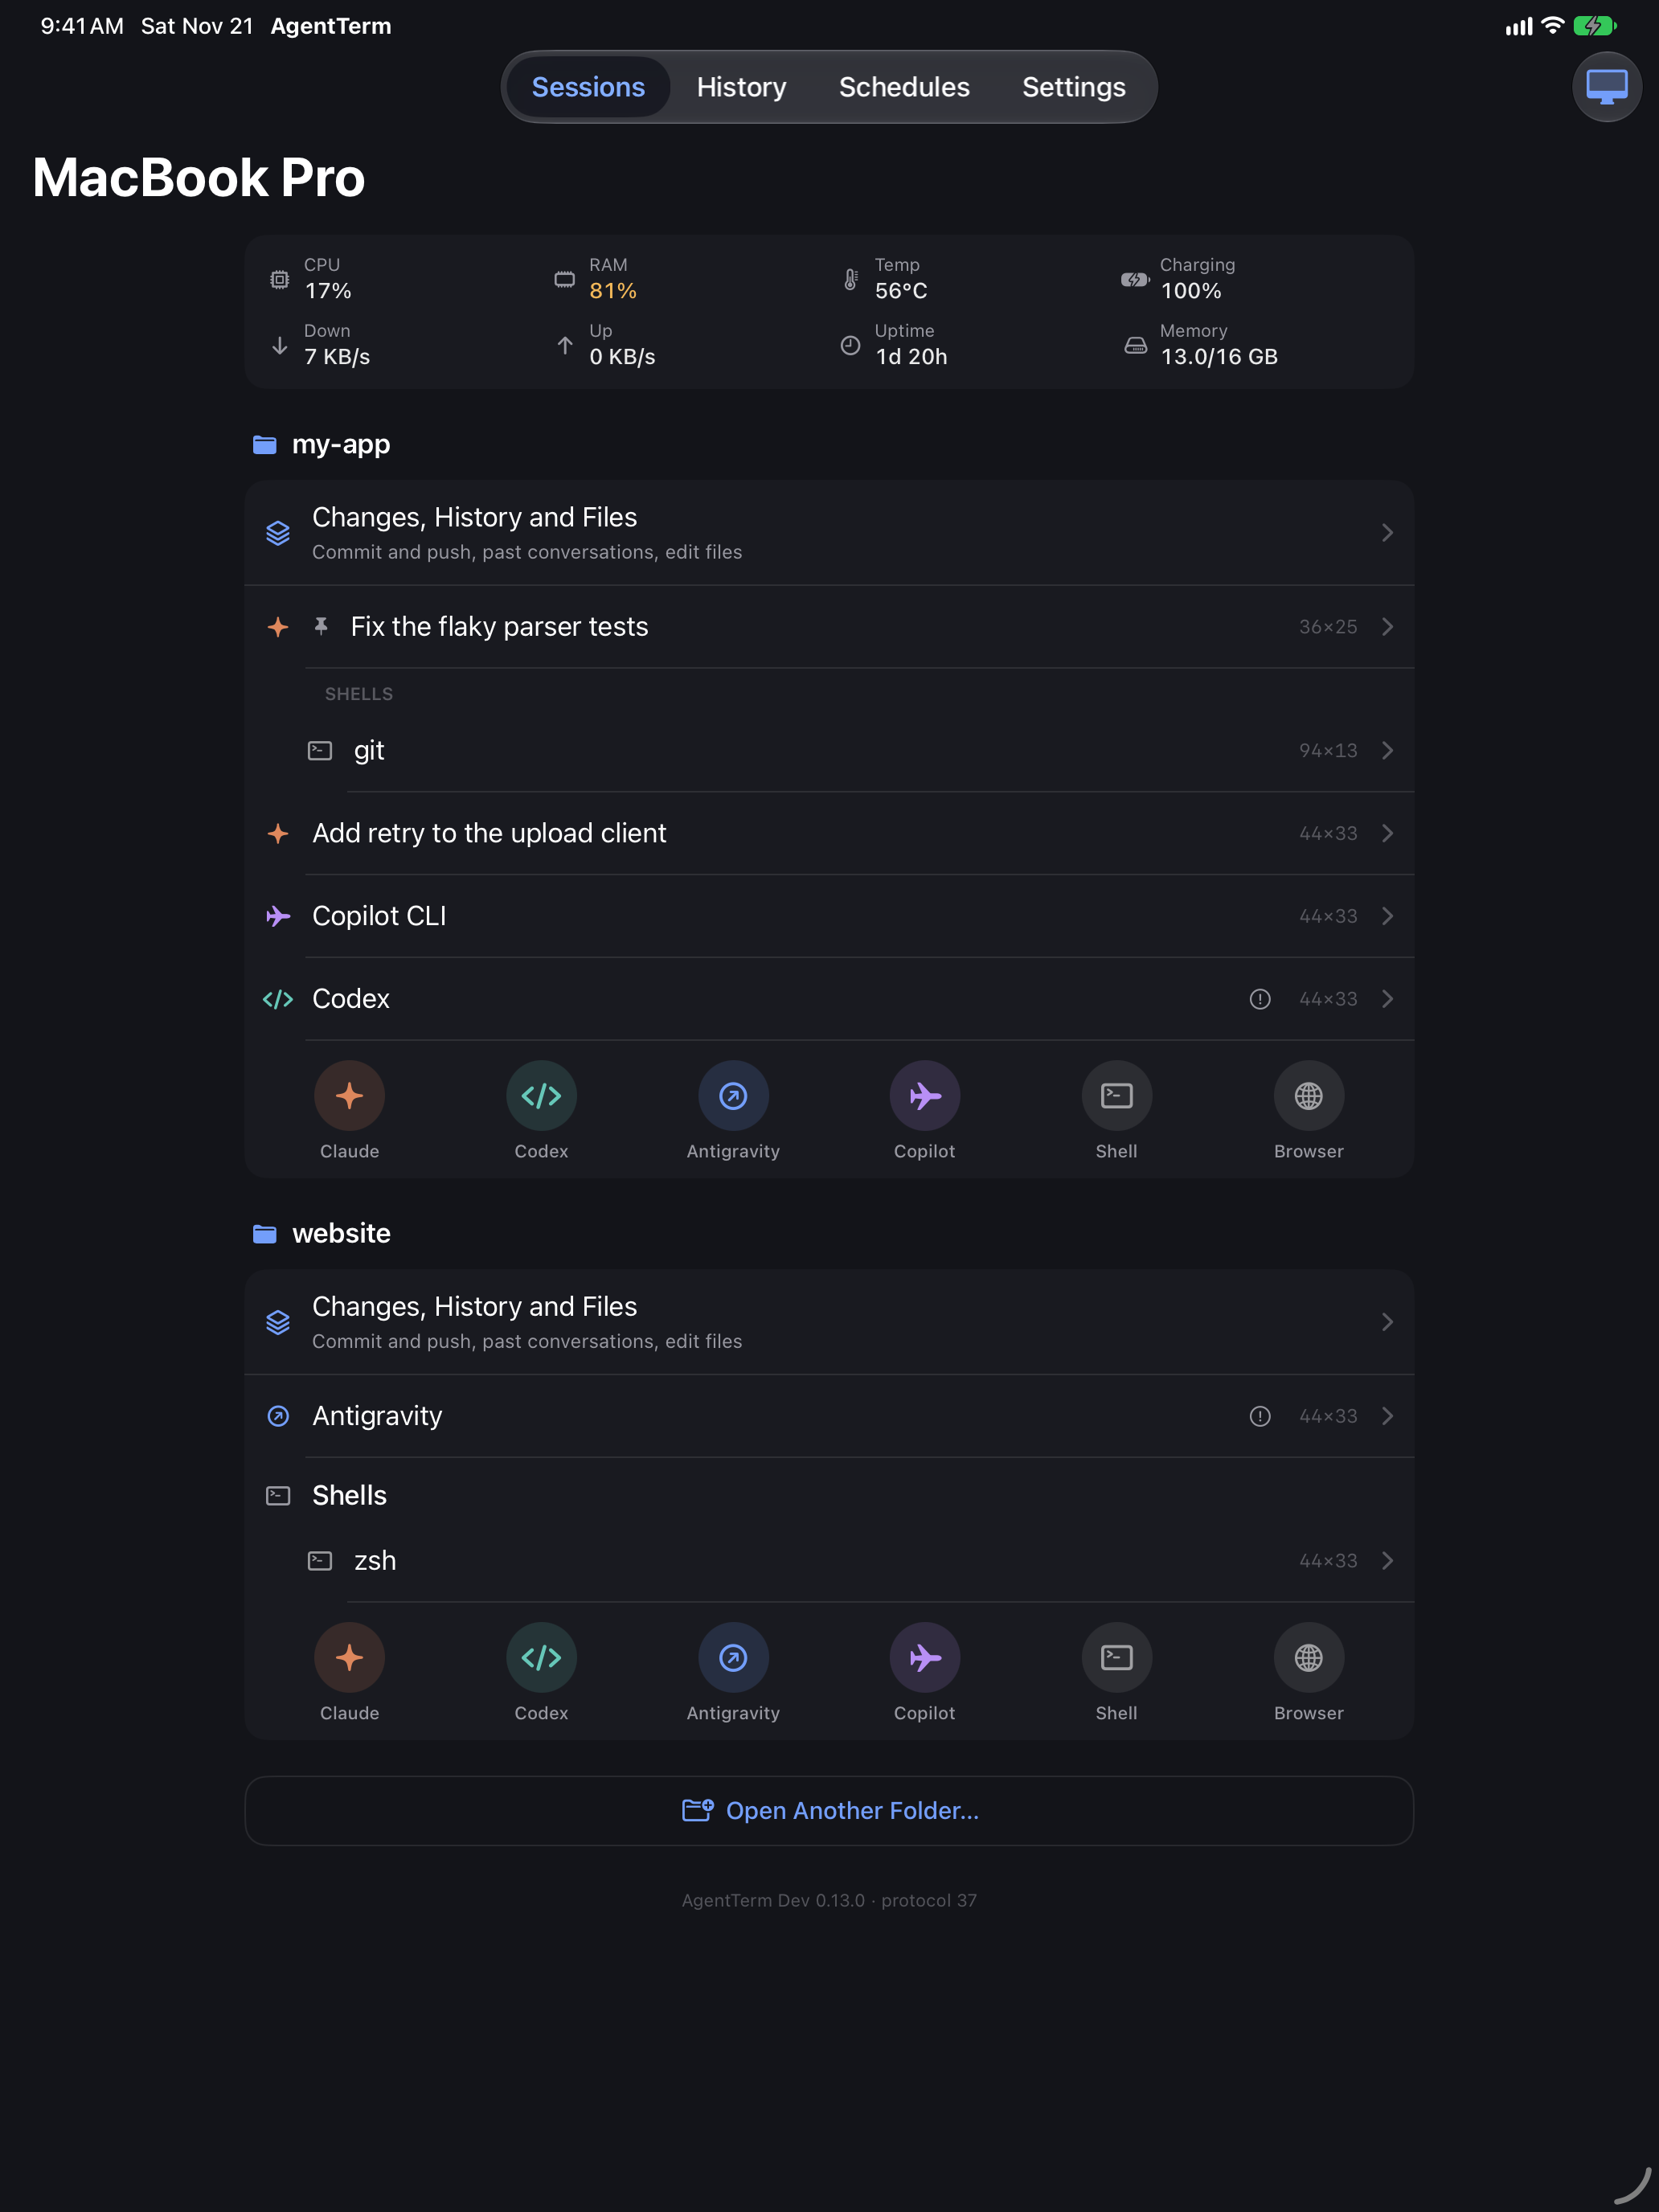 9:41 AM Sat Nov 21 AgentTerm
Sessions History Schedules Settings
MacBook Pro
CPU RAM Temp Charging
17% 81% 56°C 100%
Down Up Uptime Memory
7 KB/s 0 KB/s 1d 20h 13.0/16 GB
my-app
Changes, History and Files
Commit and push, past conversations, edit files
Fix the flaky parser tests 36×25
SHELLS
git 94×13
Add retry to the upload client 44×33
Copilot CLI 44×33
Codex 44×33
Claude Codex Antigravity Copilot Shell Browser
website
Changes, History and Files
Commit and push, past conversations, edit files
Antigravity 44×33
Shells
zsh 44×33
Claude Codex Antigravity Copilot Shell Browser
Open Another Folder...
AgentTerm Dev 0.13.0 · protocol 37